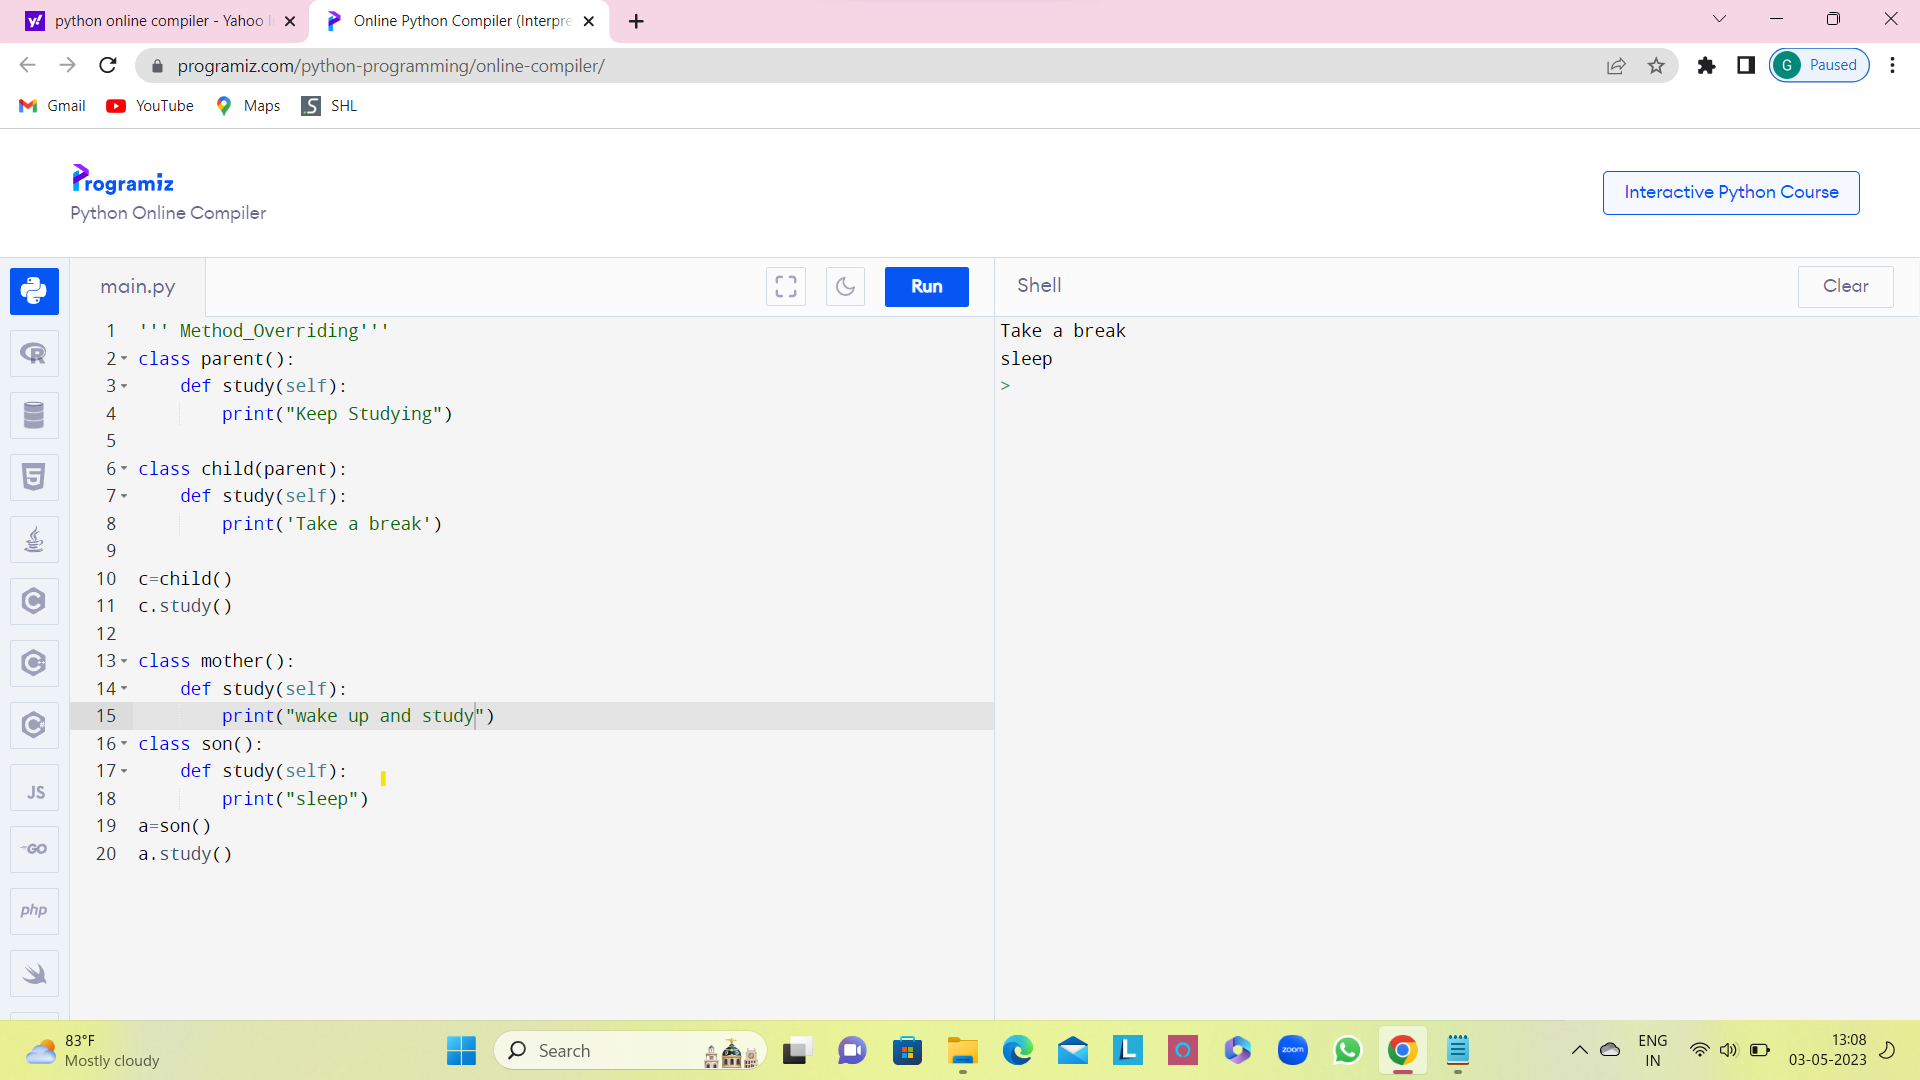 python online compiler - Yahoo
Online Python Compiler (Interpre
programiz.com/python-programming/online-compiler/
G Paused
Gmail YouTube Maps SHL
Programiz
Python Online Compiler
Interactive Python Course
main.py
Run
Shell
Clear
1 ''' Method_Overriding'''
2 class parent():
3     def study(self):
4         print("Keep Studying")
5
6 class child(parent):
7     def study(self):
8         print('Take a break')
9
10 c=child()
11 c.study()
12
13 class mother():
14     def study(self):
15         print("wake up and study")
16 class son():
17     def study(self):
18         print("sleep")
19 a=son()
20 a.study()
Take a break
sleep
>
R
5
C
C
C
JS
GO
php
83°F
Mostly cloudy
Search
L
zoom
ENG
IN
13:08
03-05-2023